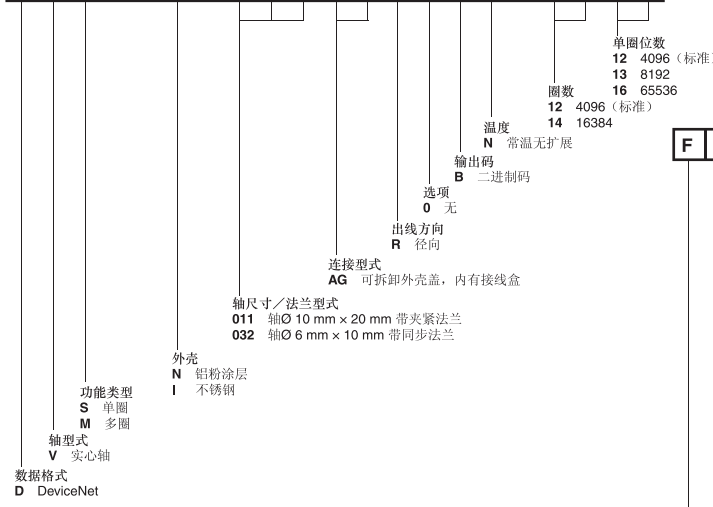 单圈位数
12 4096（标准）
13 8192
16 65536
圈数
12 4096（标准）
14 16384
温度
N 常温无扩展
F
输出码
B 二进制码
选项
0 无
出线方向
R 径向
连接型式
AG 可拆卸外壳盖，内有接线盒
轴尺寸／法兰型式
011 轴Ø 10 mm × 20 mm 带夹紧法兰
032 轴Ø 6 mm × 10 mm 带同步法兰
外壳
N 铝粉涂层
I 不锈钢
功能类型
S 单圈
M 多圈
轴型式
V 实心轴
数据格式
D DeviceNet